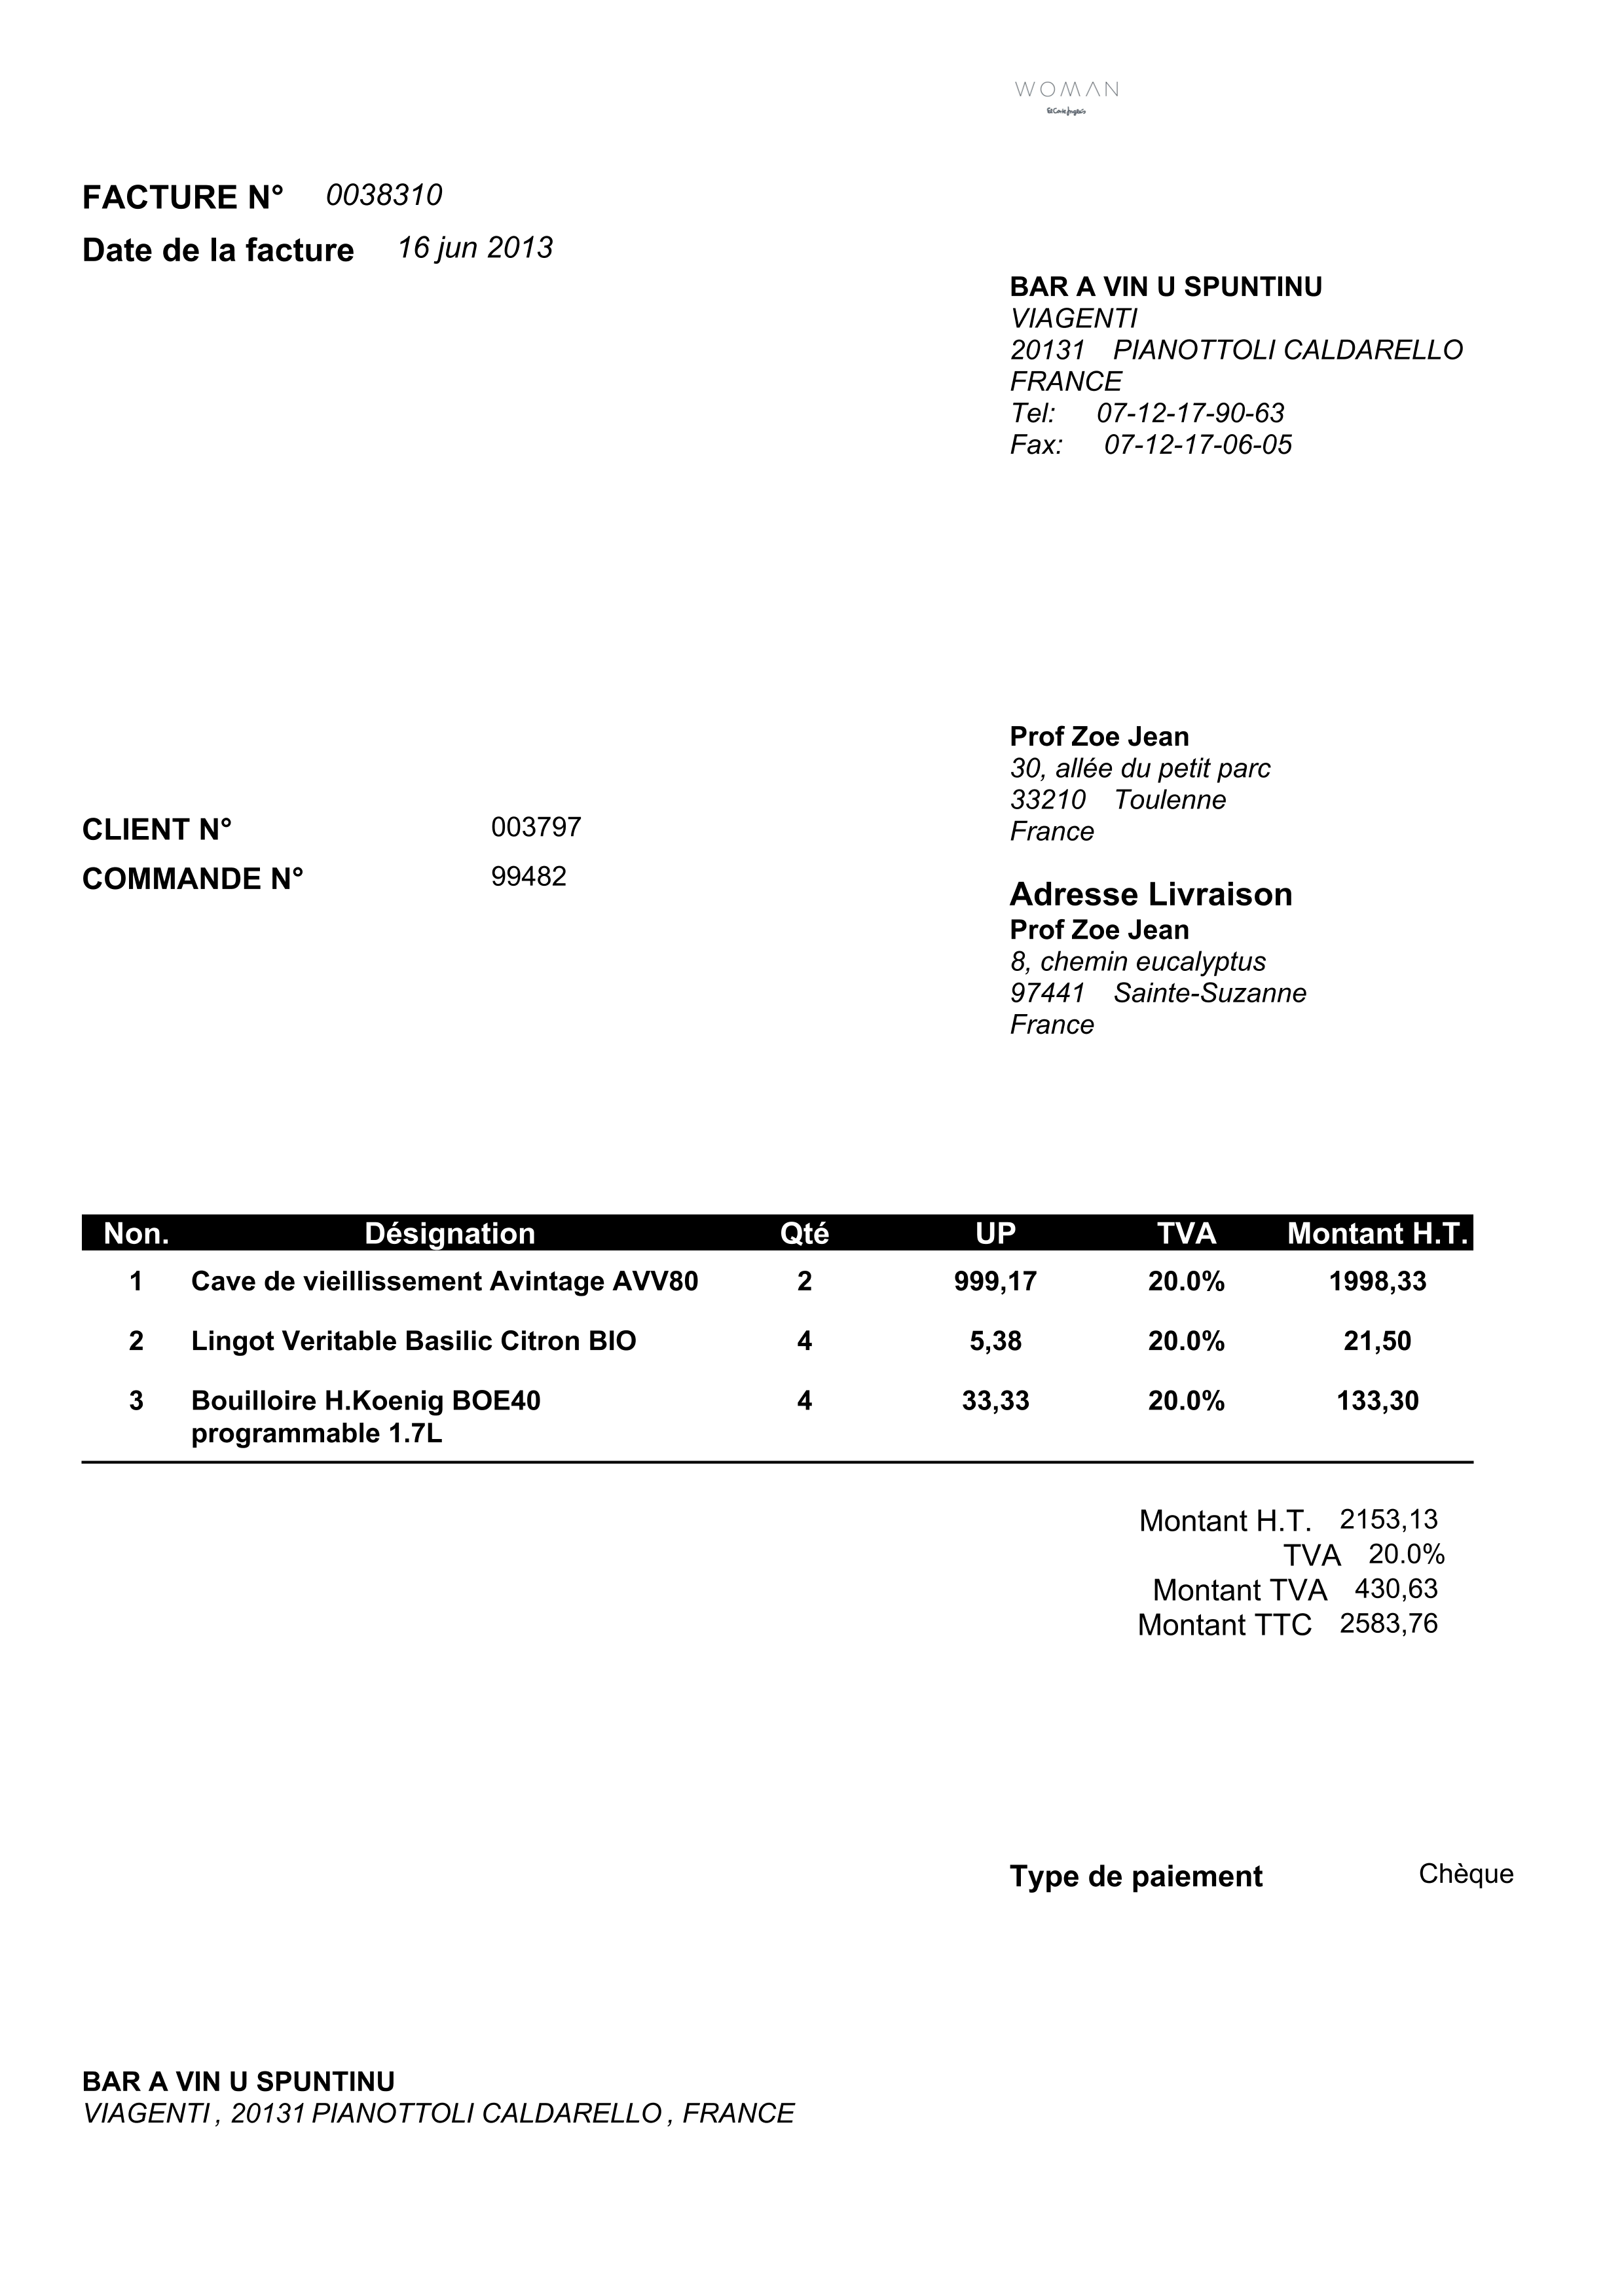 WOMAN
El Corte Inglés
FACTURE N° 0038310
Date de la facture 16 jun 2013
BAR A VIN U SPUNTINU
VIAGENTI
20131 PIANOTTOLI CALDARELLO
FRANCE
Tel: 07-12-17-90-63
Fax: 07-12-17-06-05
Prof Zoe Jean
30, allée du petit parc
33210 Toulenne
France
CLIENT N° 003797
COMMANDE N° 99482
Adresse Livraison
Prof Zoe Jean
8, chemin eucalyptus
97441 Sainte-Suzanne
France
Non. Désignation Qté UP TVA Montant H.T.
1 Cave de vieillissement Avintage AVV80 2 999,17 20.0% 1998,33
2 Lingot Veritable Basilic Citron BIO 4 5,38 20.0% 21,50
3 Bouilloire H.Koenig BOE40 4 33,33 20.0% 133,30
programmable 1.7L
Montant H.T. 2153,13
TVA 20.0%
Montant TVA 430,63
Montant TTC 2583,76
Type de paiement Chèque
BAR A VIN U SPUNTINU
VIAGENTI , 20131 PIANOTTOLI CALDARELLO , FRANCE